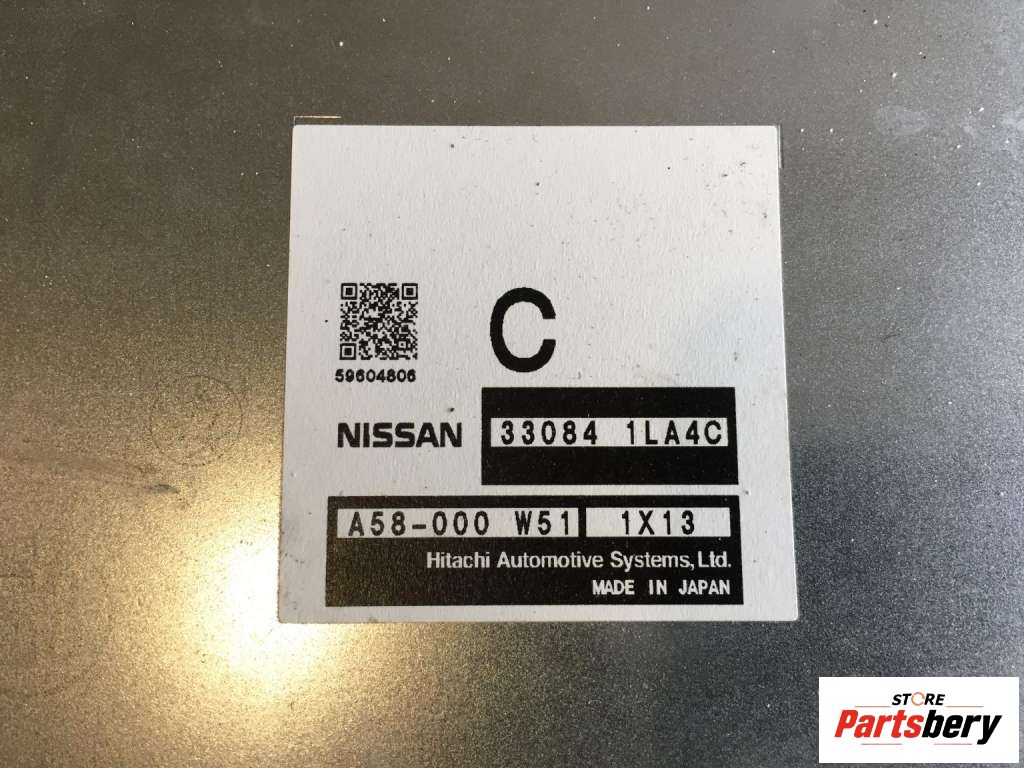 C
59604806
NISSAN 33084 1LA4C
A58-000 W51 1X13
Hitachi Automotive Systems, Ltd.
MADE IN JAPAN
STORE
Partsbery